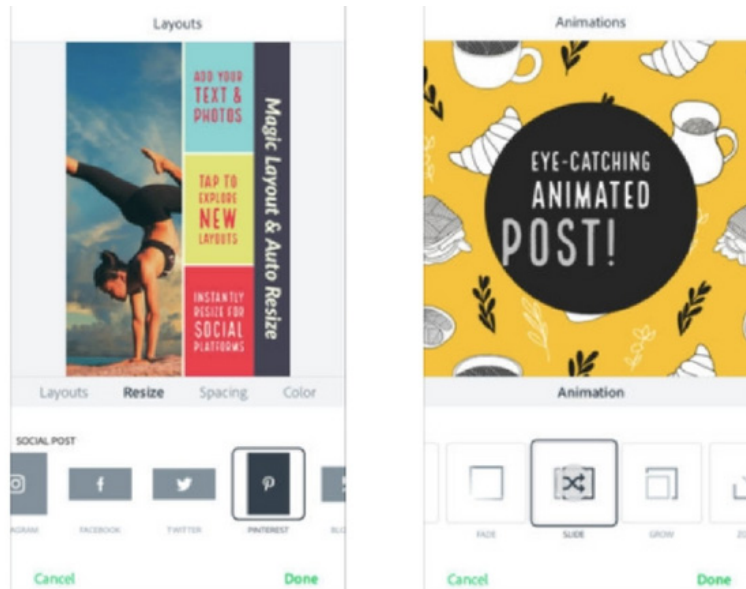 Layouts
ADD YOUR
TEXT &
PHOTOS
TAP TO
EXPLORE
NEW
LAYOUTS
INSTANTLY
RESIZE FOR
SOCIAL
PLATFORMS
Magic Layout & Auto Resize
Layouts Resize Spacing Color
SOCIAL POST
FACEBOOK TWITTER PINTEREST
Cancel Done
Animations
EYE-CATCHING
ANIMATED
POST!
Animation
FADE SLIDE GROW
Cancel Done